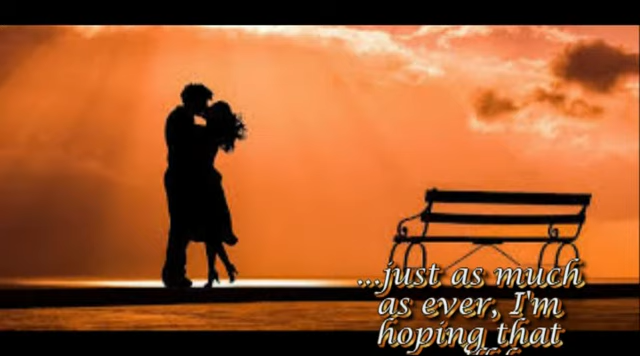 ...just as much
as ever, I'm
hoping that